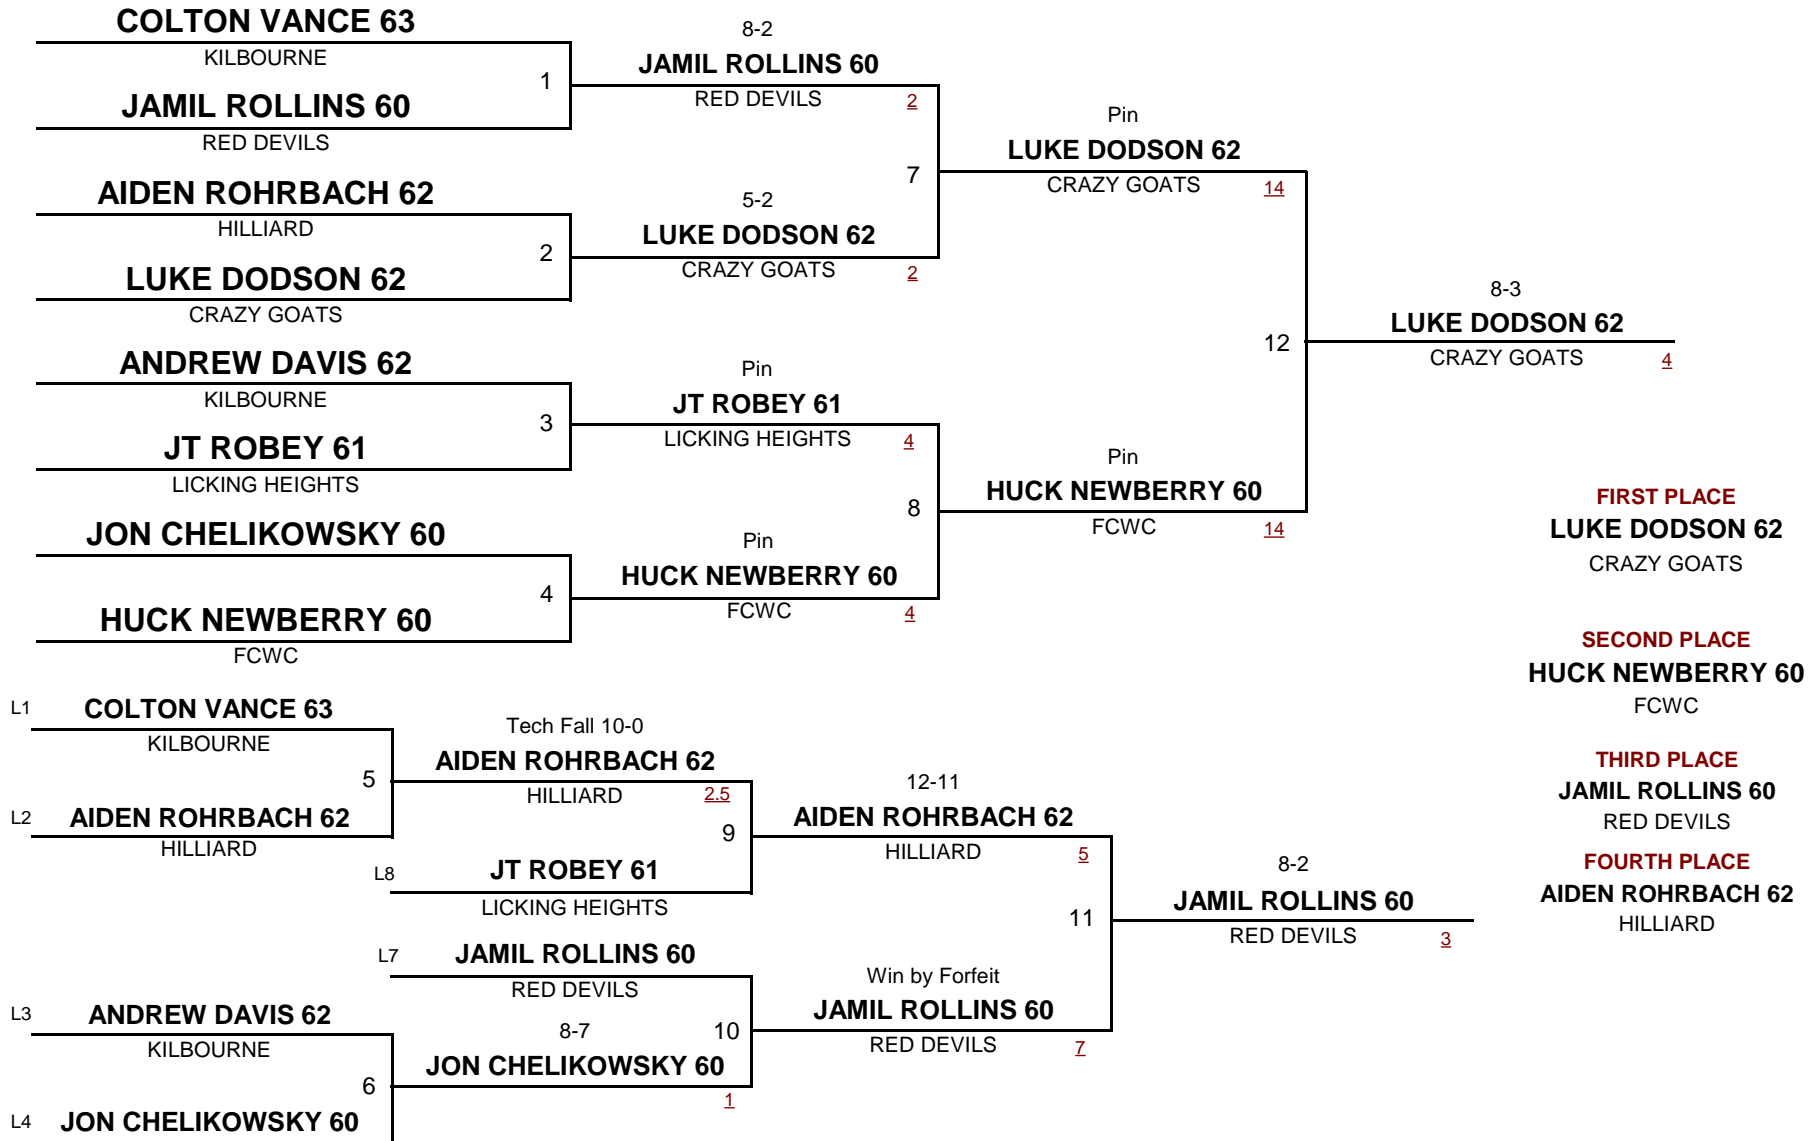 COLTON VANCE 63
KILBOURNE
1
JAMIL ROLLINS 60
RED DEVILS
8-2
JAMIL ROLLINS 60
RED DEVILS
2
AIDEN ROHRBACH 62
HILLIARD
2
LUKE DODSON 62
CRAZY GOATS
5-2
LUKE DODSON 62
CRAZY GOATS
2
7
Pin
LUKE DODSON 62
CRAZY GOATS
14
ANDREW DAVIS 62
KILBOURNE
3
JT ROBEY 61
LICKING HEIGHTS
Pin
JT ROBEY 61
LICKING HEIGHTS
4
JON CHELIKOWSKY 60
4
HUCK NEWBERRY 60
FCWC
Pin
HUCK NEWBERRY 60
FCWC
4
8
Pin
HUCK NEWBERRY 60
FCWC
14
12
8-3
LUKE DODSON 62
CRAZY GOATS
4
FIRST PLACE
LUKE DODSON 62
CRAZY GOATS
SECOND PLACE
HUCK NEWBERRY 60
FCWC
THIRD PLACE
JAMIL ROLLINS 60
RED DEVILS
FOURTH PLACE
AIDEN ROHRBACH 62
HILLIARD
L1
COLTON VANCE 63
KILBOURNE
5
L2
AIDEN ROHRBACH 62
HILLIARD
Tech Fall 10-0
AIDEN ROHRBACH 62
HILLIARD
2.5
9
L8
JT ROBEY 61
LICKING HEIGHTS
12-11
AIDEN ROHRBACH 62
HILLIARD
5
L7
JAMIL ROLLINS 60
RED DEVILS
10
L3
ANDREW DAVIS 62
KILBOURNE
6
L4
JON CHELIKOWSKY 60
8-7
JON CHELIKOWSKY 60
1
Win by Forfeit
JAMIL ROLLINS 60
RED DEVILS
7
11
8-2
JAMIL ROLLINS 60
RED DEVILS
3